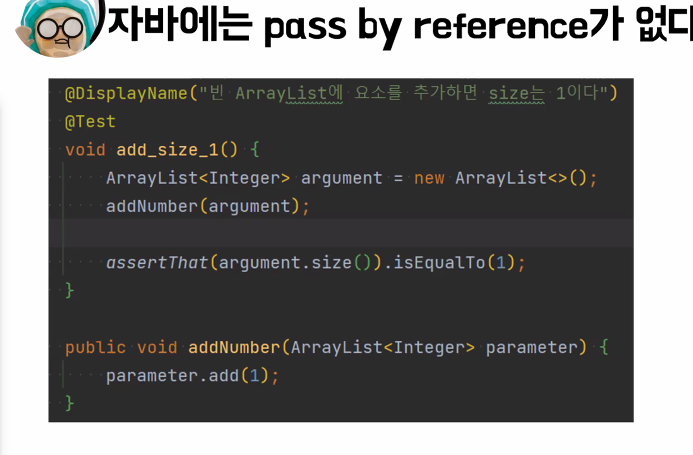 자바에는 pass by reference가 없다
@DisplayName("빈 ArrayList에 요소를 추가하면 size는 1이다")
@Test
void add_size_1() {
ArrayList<Integer> argument = new ArrayList<>();
addNumber(argument);
assertThat(argument.size()).isEqualTo(1);
}
public void addNumber(ArrayList<Integer> parameter) {
parameter.add(1);
}